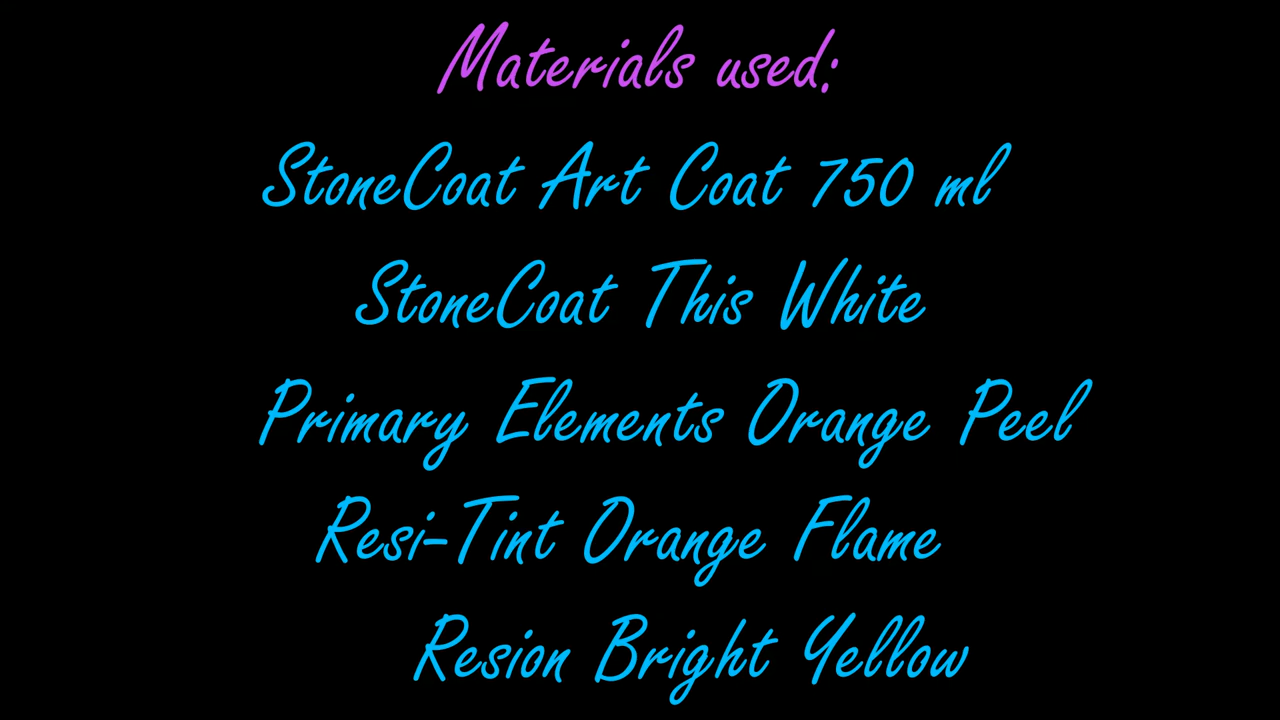 Materials used:
StoneCoat Art Coat 750 ml
StoneCoat This White
Primary Elements Orange Peel
Resi-Tint Orange Flame
Resion Bright Yellow